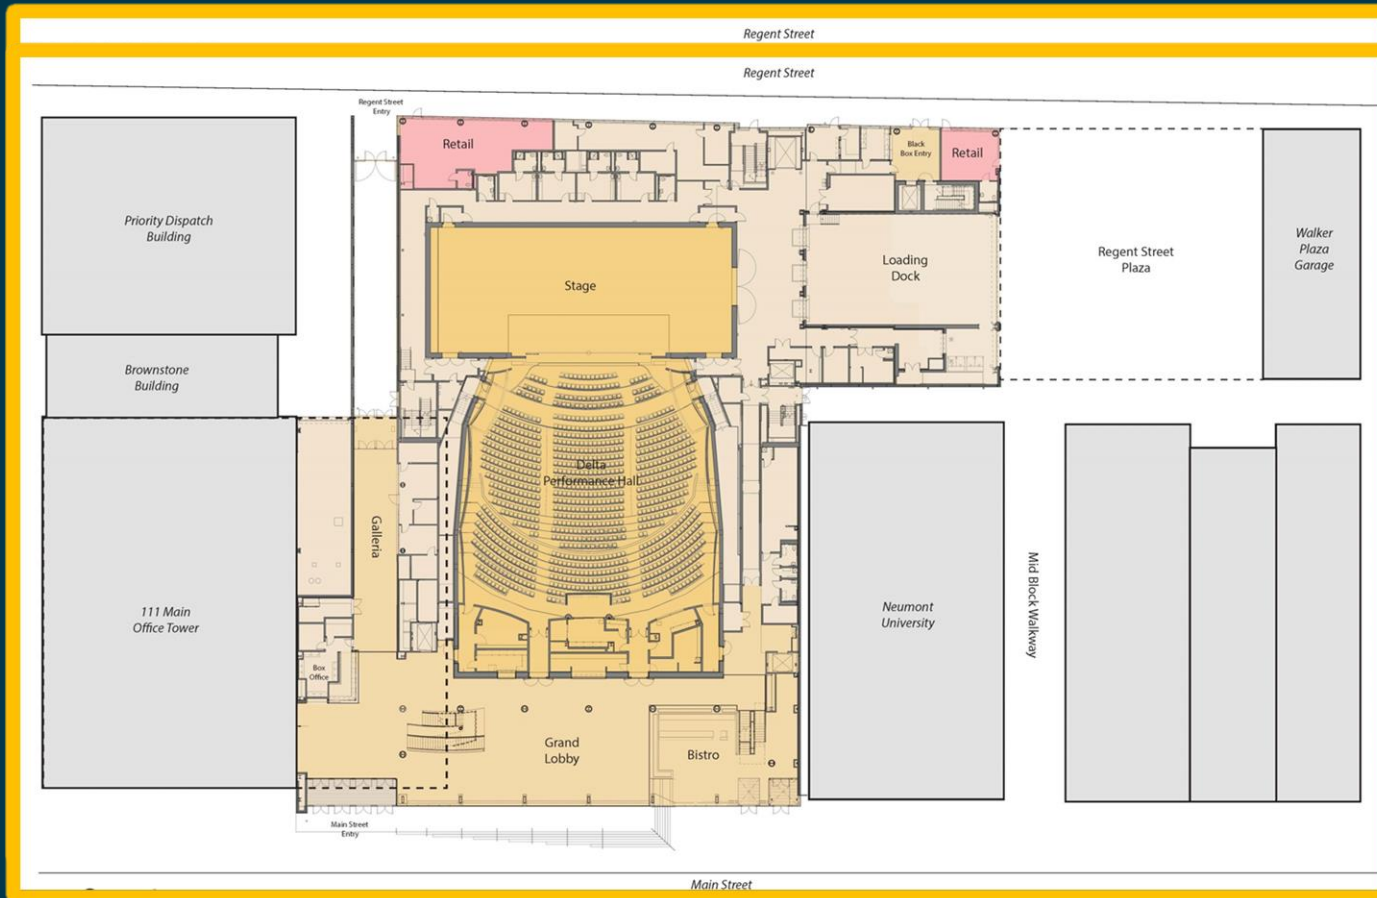 Regent Street
Regent Street
Regent Street
Entry
Retail
Black
Box Entry
Retail
Priority Dispatch
Building
Stage
Loading
Dock
Regent Street
Plaza
Walker
Plaza
Garage
Brownstone
Building
Delta
Performance Hall
Galleria
111 Main
Office Tower
Box
Office
Neumont
University
Mid Block Walkway
Grand
Lobby
Bistro
Main Street
Entry
Main Street